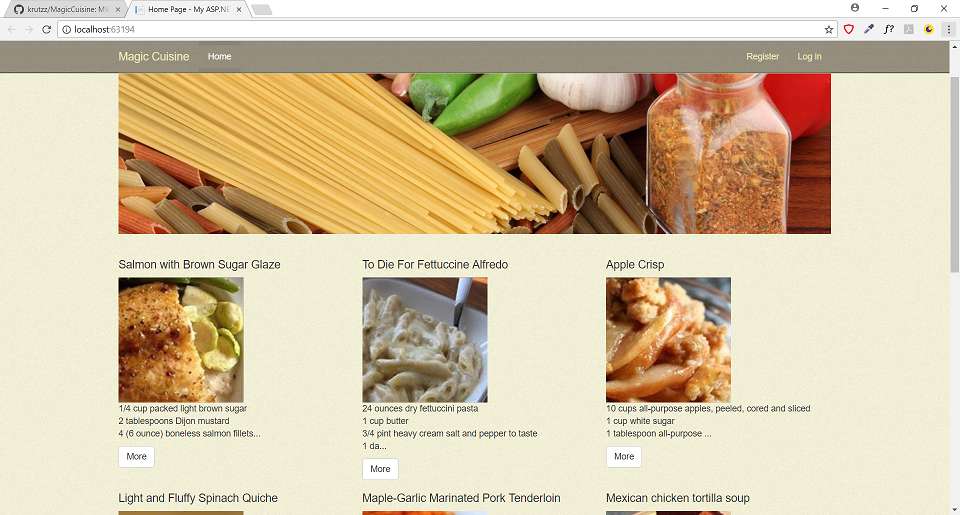 krutzz/MagicCuisine: MV
Home Page - My ASP.NE
localhost:63194
f?
Magic Cuisine
Home
Register
Log in
Salmon with Brown Sugar Glaze
To Die For Fettuccine Alfredo
Apple Crisp
1/4 cup packed light brown sugar
2 tablespoons Dijon mustard
4 (6 ounce) boneless salmon fillets...
More
24 ounces dry fettuccini pasta
1 cup butter
3/4 pint heavy cream salt and pepper to taste
1 da...
More
10 cups all-purpose apples, peeled, cored and sliced
1 cup white sugar
1 tablespoon all-purpose ...
More
Light and Fluffy Spinach Quiche
Maple-Garlic Marinated Pork Tenderloin
Mexican chicken tortilla soup